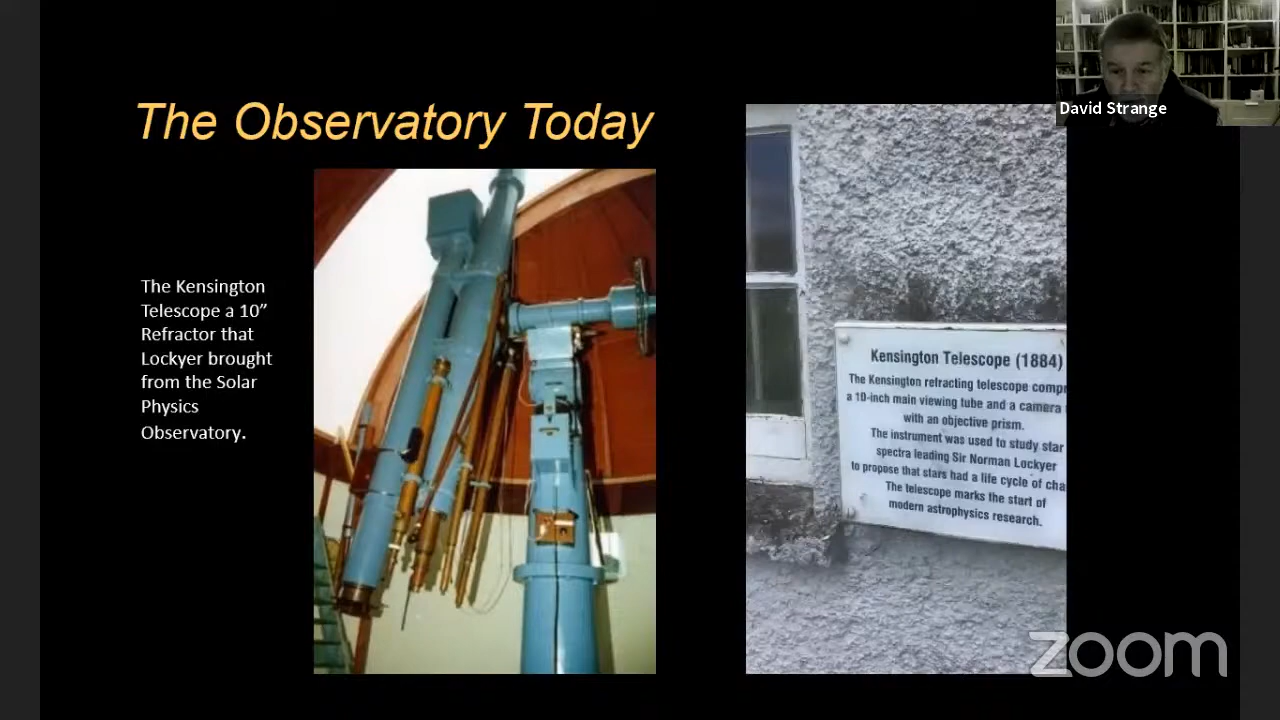 David Strange
The Observatory Today
The Kensington
Telescope a 10” 
Refractor that
Lockyer brought
from the Solar
Physics
Observatory.
Kensington Telescope (1884)
The Kensington refracting telescope
a 10-inch main viewing tube and a camera
with an objective prism.
The instrument was used to study star
spectra leading Sir Norman Lockyer
to propose that stars had a life cycle of
The telescope marks the start of
modern astrophysics research.
zoom